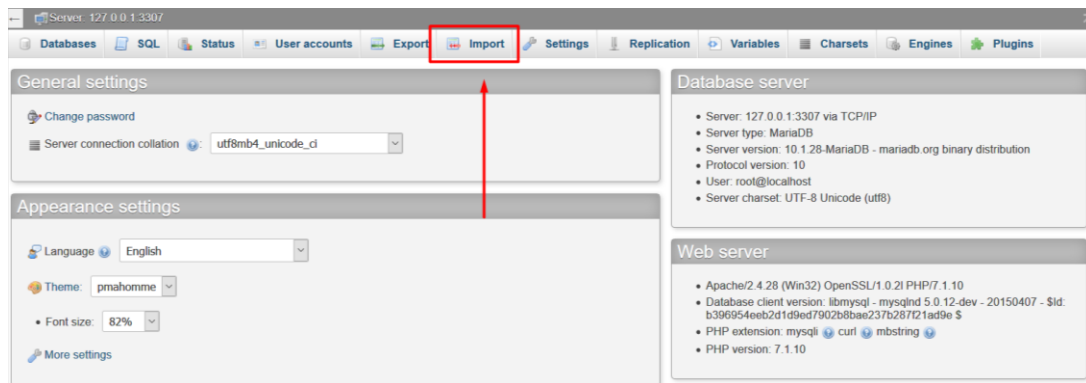 Server: 127.0.0.1:3307
Databases SQL Status User accounts Export Import Settings Replication Variables Charsets Engines Plugins
General settings
Change password
Server connection collation : utf8mb4_unicode_ci
Appearance settings
Language English
Theme: pmahomme
• Font size: 82%
More settings
Database server
• Server: 127.0.0.1:3307 via TCP/IP
• Server type: MariaDB
• Server version: 10.1.28-MariaDB - mariadb.org binary distribution
• Protocol version: 10
• User: root@localhost
• Server charset: UTF-8 Unicode (utf8)
Web server
• Apache/2.4.28 (Win32) OpenSSL/1.0.2l PHP/7.1.10
• Database client version: libmysql - mysqlnd 5.0.12-dev - 20150407 - $Id:
b396954eeb2d1d9ed7902b8bae237b287f21ad9e $
• PHP extension: mysqli curl mbstring
• PHP version: 7.1.10